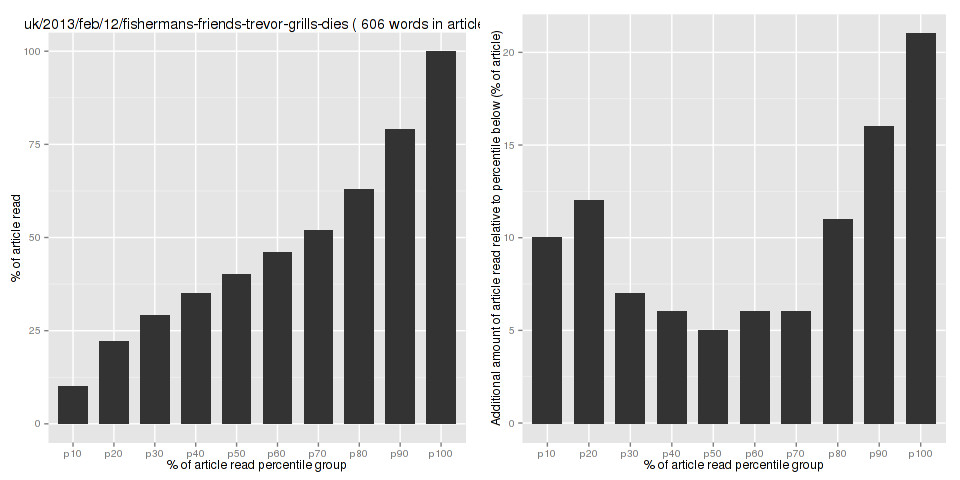 uk/2013/feb/12/fishermans-friends-trevor-grills-dies ( 606 words in article
100
75
50
25
0
% of article read
p10 p20 p30 p40 p50 p60 p70 p80 p90 p100
% of article read percentile group
20
15
10
5
0
Additional amount of article read relative to percentile below (% of article)
p10 p20 p30 p40 p50 p60 p70 p80 p90 p100
% of article read percentile group